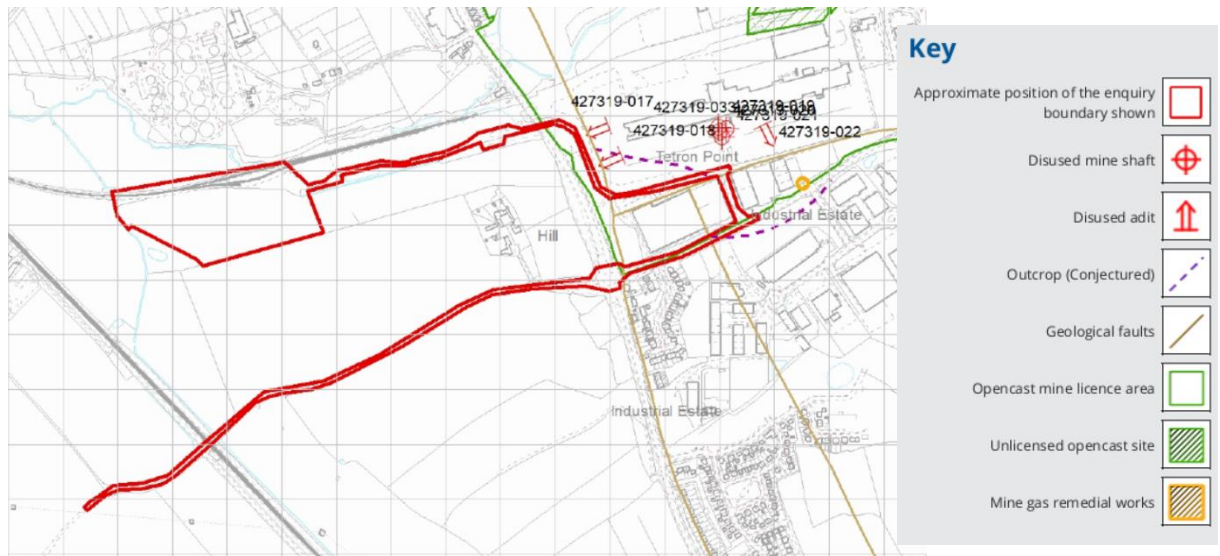 427319-017
427319-033
427319-019
427319-021
427319-018
427319-022
Tetron Point
Industrial Estate
Hill
Industrial Estate
Key
Approximate position of the enquiry
boundary shown
Disused mine shaft
Disused adit
Outcrop (Conjectured)
Geological faults
Opencast mine licence area
Unlicensed opencast site
Mine gas remedial works